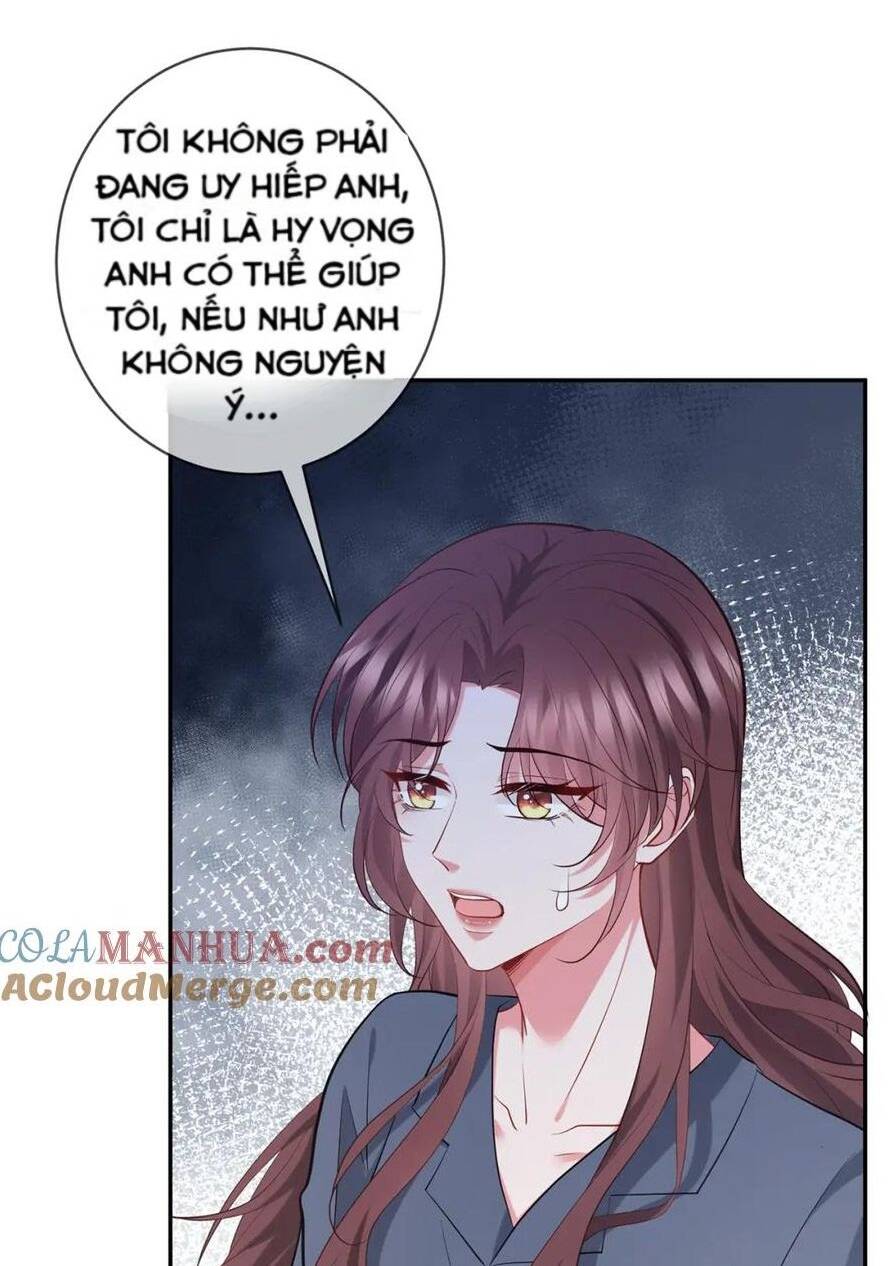 TÔI KHÔNG PHẢI
ĐANG UY HIẾP ANH,
TÔI CHỈ LÀ HY VỌNG
ANH CÓ THỂ GIÚP
TÔI, NẾU NHƯ ANH
KHÔNG NGUYỆN
Ý...
COLAMANHUA.com
ACloudMerge.com